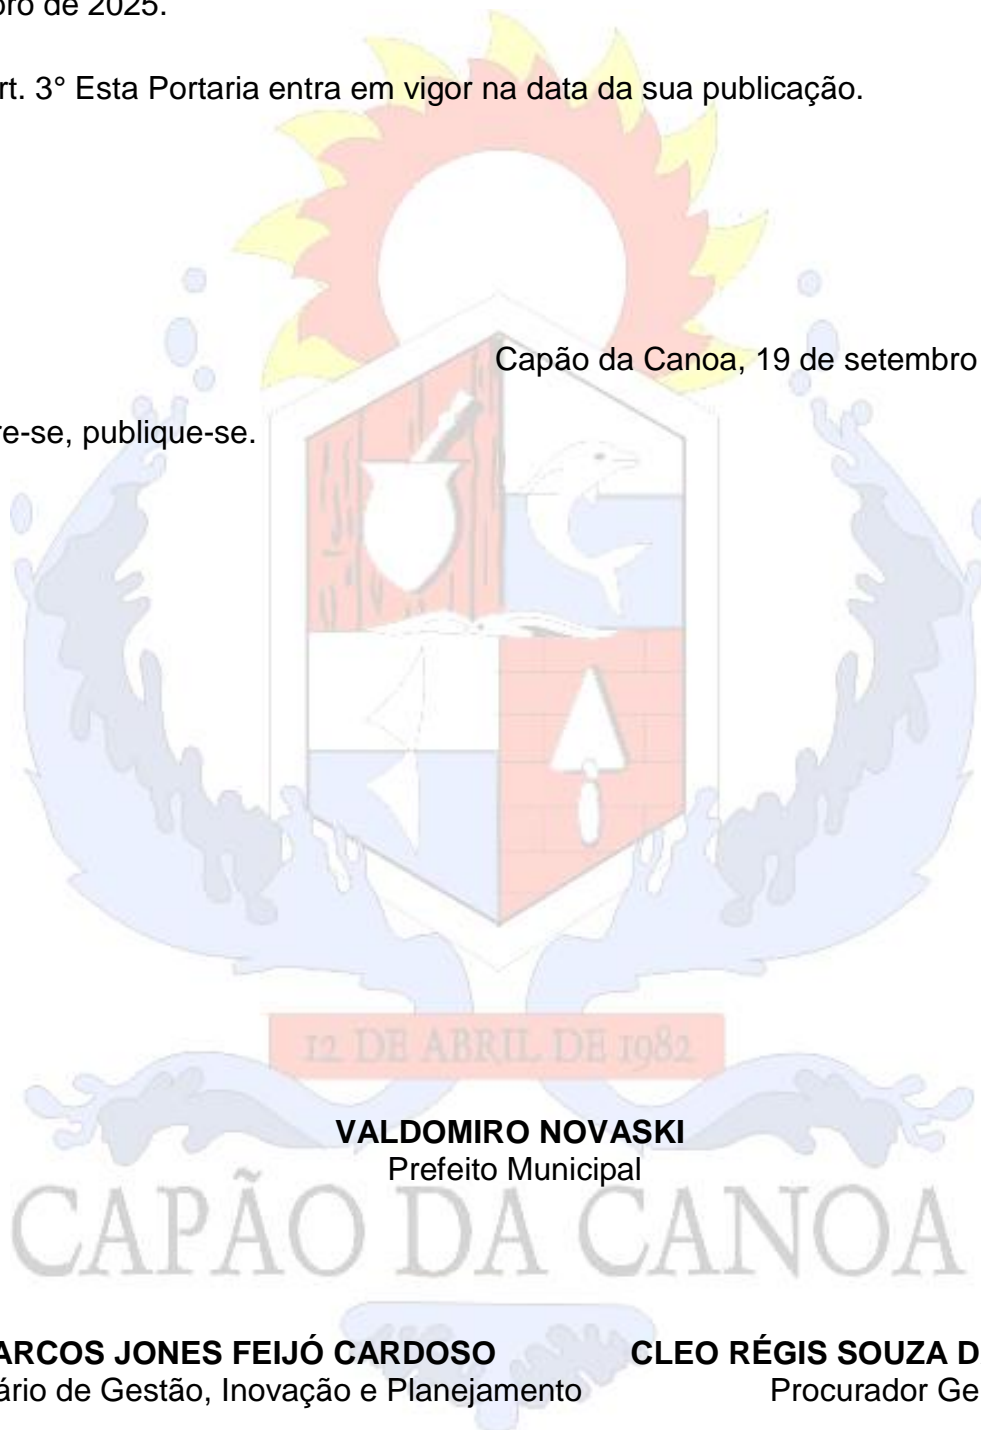 bro de 2025.
rt. 3° Esta Portaria entra em vigor na data da sua publicação.
Capão da Canoa, 19 de setembro
re-se, publique-se.
12 DE ABRIL DE 1982
VALDOMIRO NOVASKI
Prefeito Municipal
CAPÃO DA CANOA
ARCOS JONES FEIJÓ CARDOSO CLEO RÉGIS SOUZA D
ário de Gestão, Inovação e Planejamento Procurador Ge